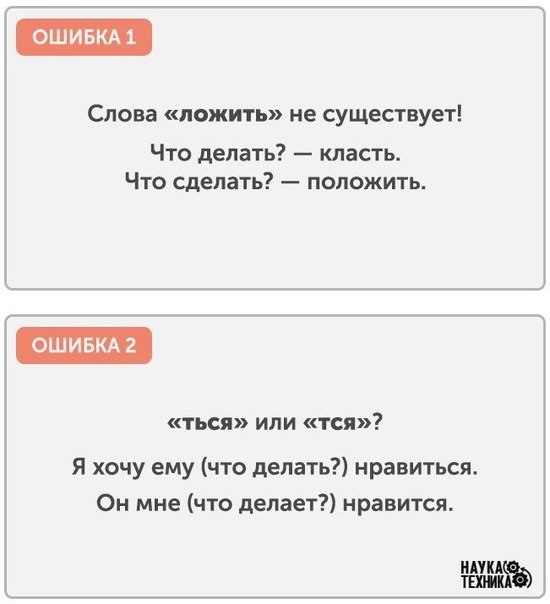 ОШИБКА 1
Слова «ложить» не существует!
Что делать? — класть.
Что сделать? — положить.
ОШИБКА 2
«ться» или «тся»?
Я хочу ему (что делать?) нравиться.
Он мне (что делает?) нравится.
НАУКА
ТЕХНИКА